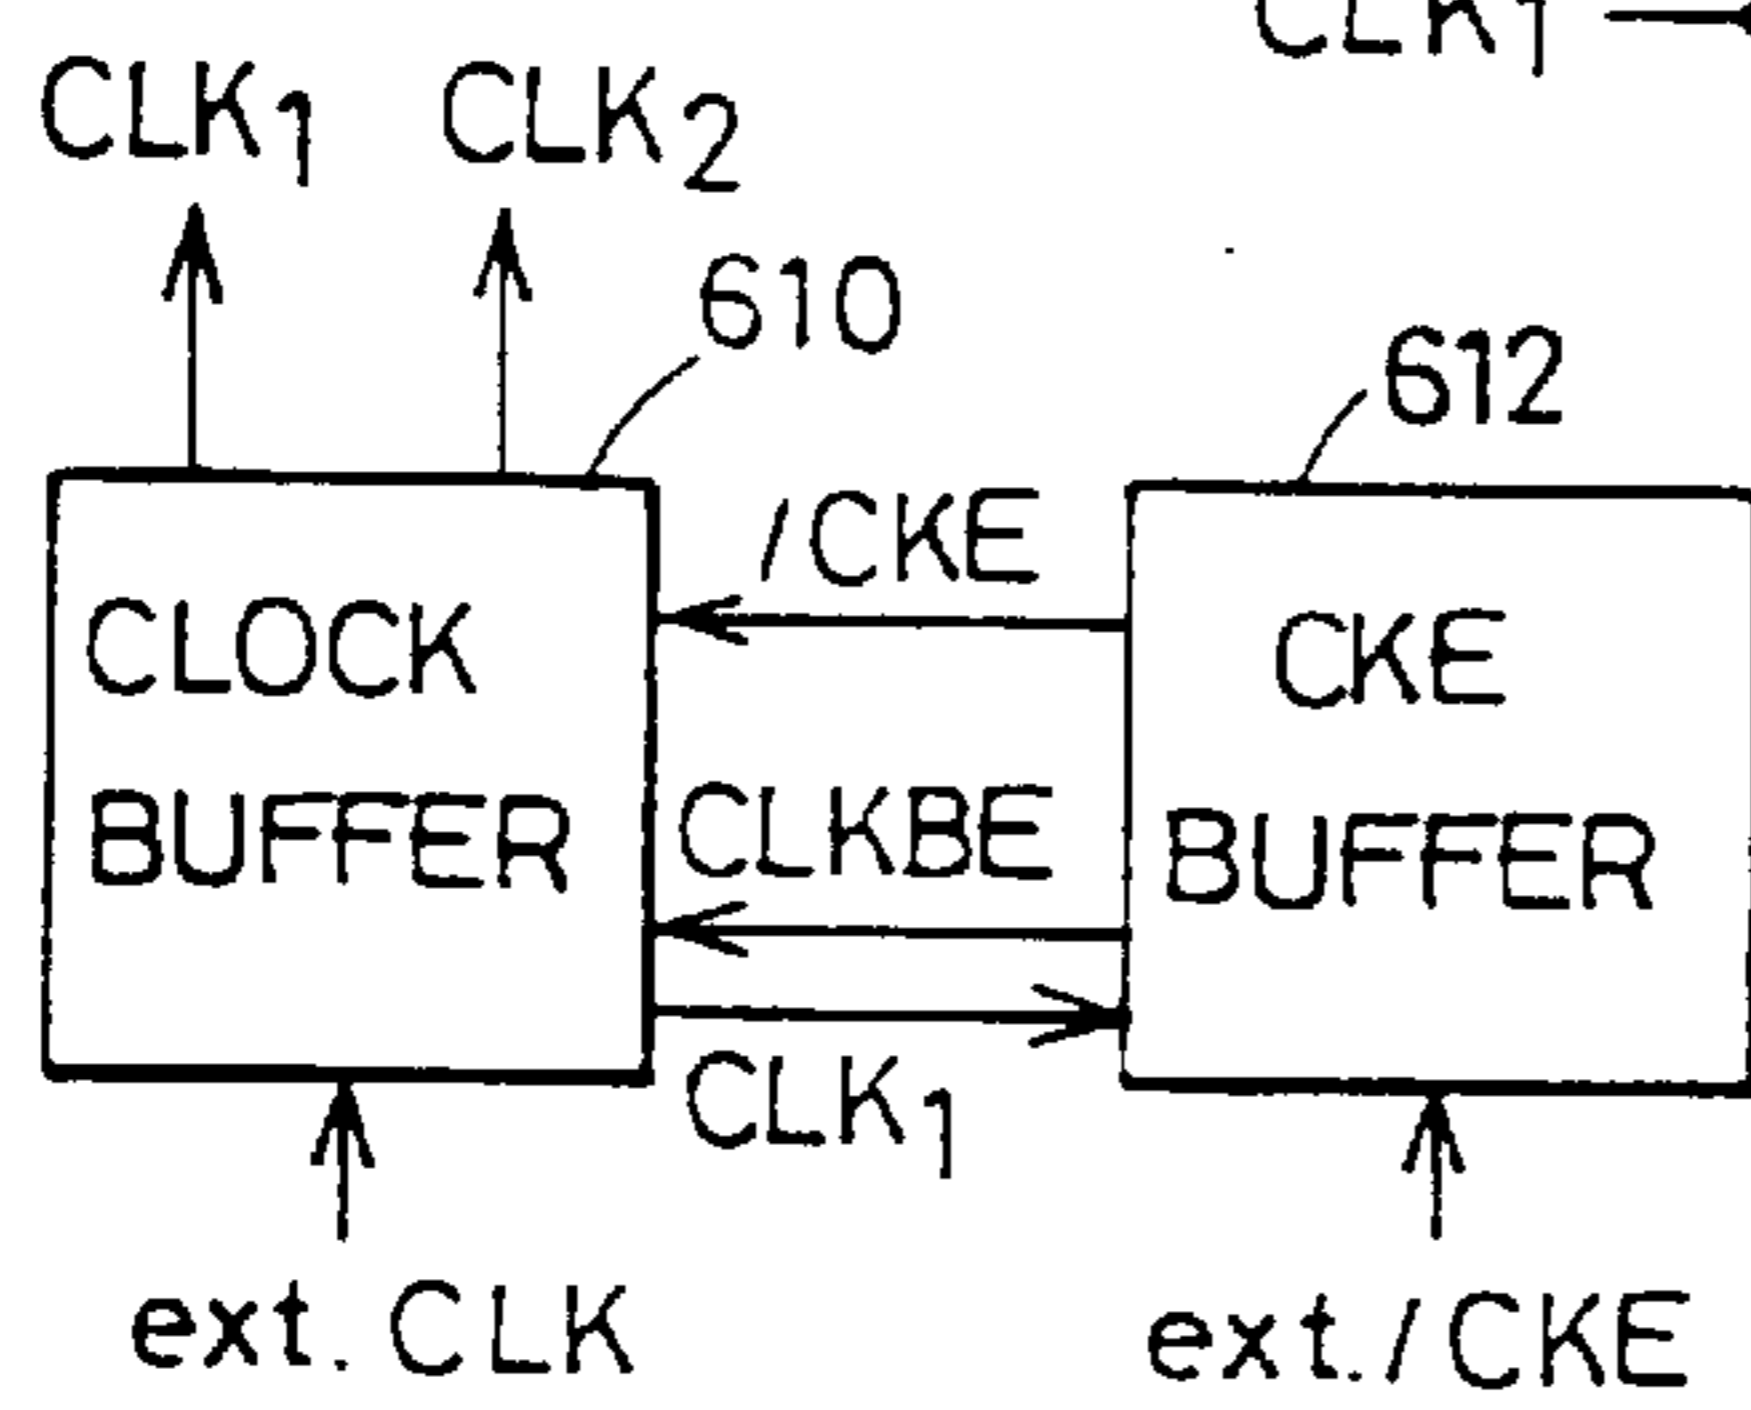 CLK1
CLK1
CLK2
610
612
/CKE
CLOCK
BUFFER
CKE
BUFFER
CLKBE
CLK1
ext. CLK
ext. /CKE